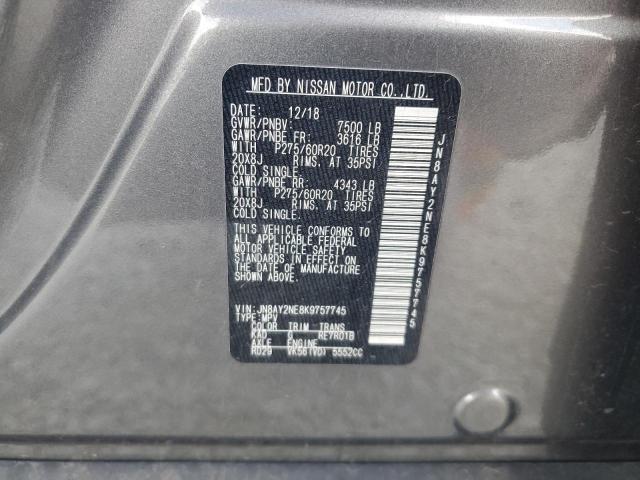 MFD BY NISSAN MOTOR CO.,LTD.
DATE: 12/18
GVWR/PNBV: 7500 LB
GAWR/PNBE FR: 3616 LB
WITH P275/60R20 TIRES
20X8J RIMS. AT 35PSI
COLD SINGLE.
GAWR/PNBE RR: 4343 LB
WITH P275/60R20 TIRES
20X8J RIMS. AT 35PSI
COLD SINGLE.
THIS VEHICLE CONFORMS TO
ALL APPLICABLE FEDERAL
MOTOR VEHICLE SAFETY
STANDARDS IN EFFECT ON
THE DATE OF MANUFACTURE
SHOWN ABOVE.
VIN: JN8AY2NE8K9757745
TYPE: MPV
COLOR TRIM TRANS
KAD G RE7R01B
AXLE ENGINE
RD29 VK56(VD) 5552CC
JN8AY2NE8K9757745